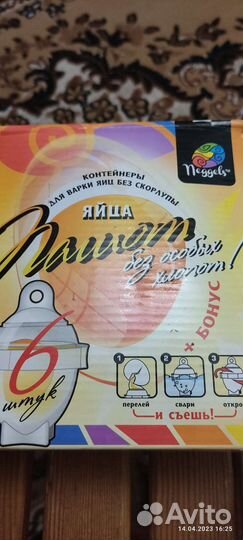 Neggels
КОНТЕЙНЕРЫ
ДЛЯ ВАРКИ ЯИЦ БЕЗ СКОРЛУПЫ
ЯЙЦА
Пашот
без особых
хлопот!
+ БОНУС
6
штук
1
2
3
перелей
свари
откро
и съешь!
Avito
14.04.2023 16:25